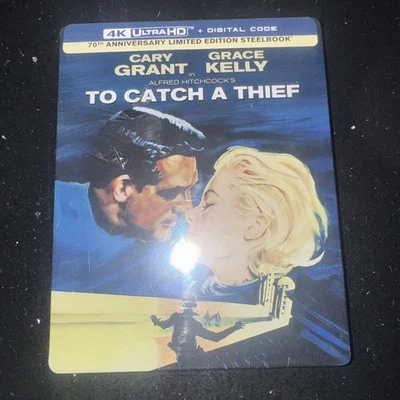 4K ULTRA HD + DIGITAL CODE
70TH ANNIVERSARY LIMITED EDITION STEELBOOK
CARY GRACE
GRANT in KELLY
ALFRED HITCHCOCK'S
TO CATCH A THIEF